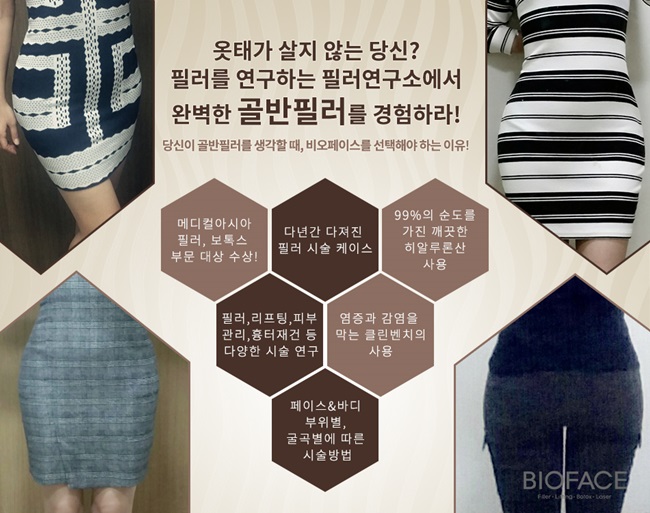 옷태가 살지 않는 당신?
필러를 연구하는 필러연구소에서
완벽한 골반필러를 경험하라!
당신이 골반필러를 생각할 때, 비오페이스를 선택해야 하는 이유!
메디컬아시아
필러, 보톡스
부문 대상 수상!
다년간 다져진
필러 시술 케이스
99%의 순도를
가진 깨끗한
히알루론산
사용
필러,리프팅,피부
관리,흉터재건 등
다양한 시술 연구
염증과 감염을
막는 클린벤치의
사용
페이스&바디
부위별,
굴곡별에 따른
시술방법
BIOFACE
Filler · Lifting · Botox · Laser